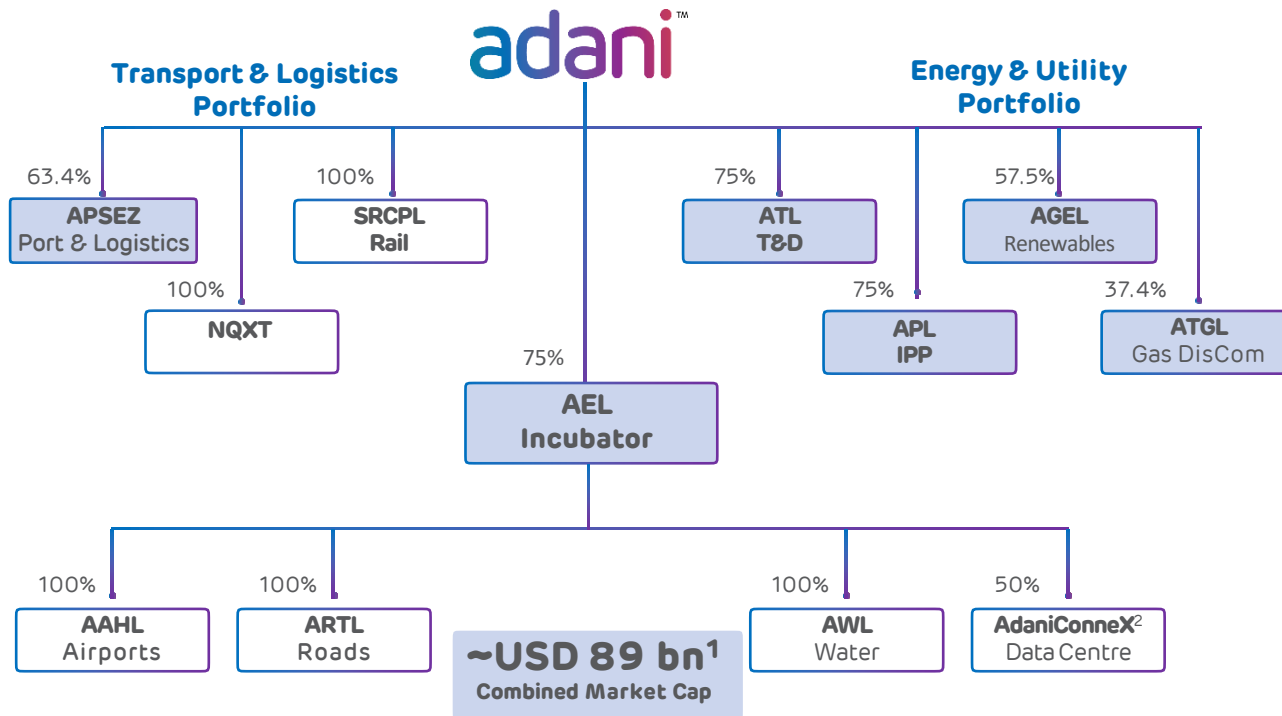 adani™
Transport & Logistics
Portfolio
Energy & Utility
Portfolio
63.4%
APSEZ
Port & Logistics
100%
SRCPL
Rail
75%
ATL
T&D
57.5%
AGEL
Renewables
100%
NQXT
75%
APL
IPP
37.4%
ATGL
Gas DisCom
75%
AEL
Incubator
100%
AAHL
Airports
100%
ARTL
Roads
100%
AWL
Water
50%
AdaniConneX²
Data Centre
~USD 89 bn¹
Combined Market Cap